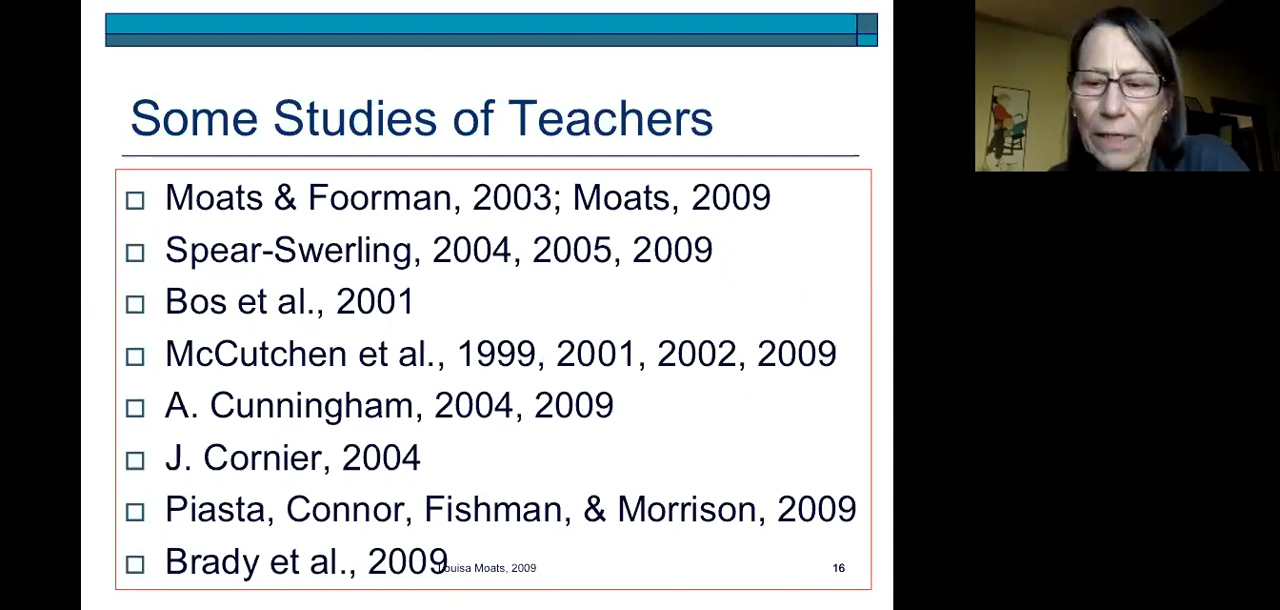 Some Studies of Teachers
Moats & Foorman, 2003; Moats, 2009
Spear-Swerling, 2004, 2005, 2009
Bos et al., 2001
McCutchen et al., 1999, 2001, 2002, 2009
A. Cunningham, 2004, 2009
J. Cornier, 2004
Piasta, Connor, Fishman, & Morrison, 2009
Brady et al., 2009
Louisa Moats, 2009
16